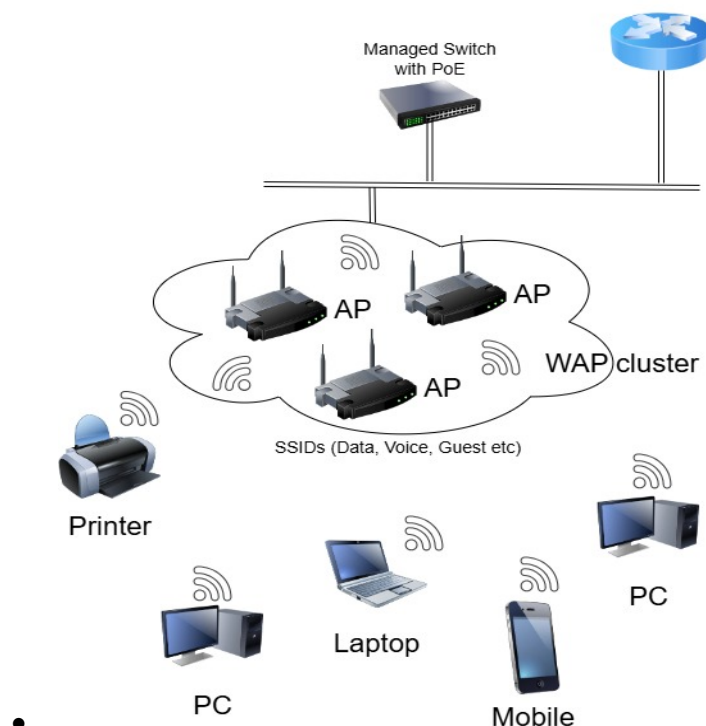 Managed Switch
with PoE
AP
AP
AP
WAP cluster
SSIDs (Data, Voice, Guest etc)
Printer
PC
Laptop
PC
Mobile